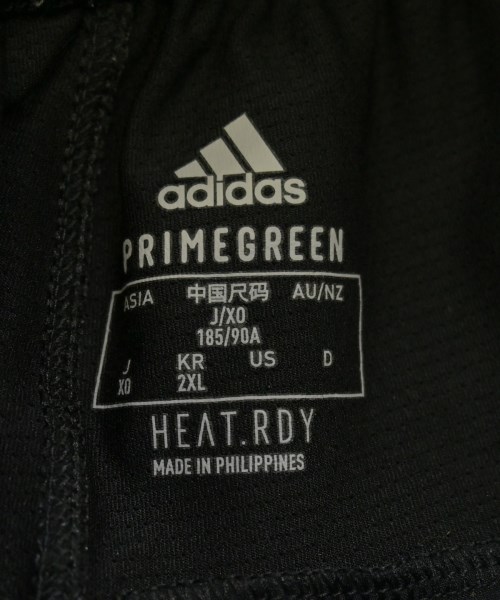 adidas
PRIMEGREEN
ASIA 中国尺码 AU/NZ
J/XO
185/90A
J KR US D
XO 2XL
HEAT.RDY
MADE IN PHILIPPINES